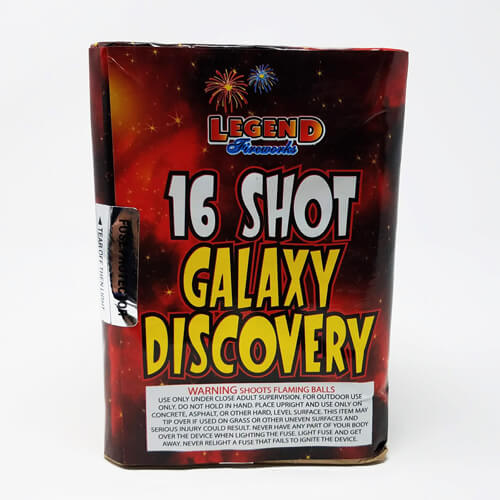 LEGEND
Fireworks
16 SHOT
GALAXY
DISCOVERY
FUSE PROTECTOR
◄ TEAR OFF THEN LIGHT
WARNING SHOOTS FLAMING BALLS
USE ONLY UNDER CLOSE ADULT SUPERVISION. FOR OUTDOOR USE
ONLY. DO NOT HOLD IN HAND. PLACE UPRIGHT AND USE ONLY ON
CONCRETE, ASPHALT, OR OTHER HARD, LEVEL SURFACE. THIS ITEM MAY
TIP OVER IF USED ON GRASS OR OTHER UNEVEN SURFACES AND
SERIOUS INJURY COULD RESULT. NEVER HAVE ANY PART OF YOUR BODY
OVER THE DEVICE WHEN LIGHTING THE FUSE. LIGHT FUSE AND GET
AWAY. NEVER RELIGHT A FUSE THAT FAILS TO IGNITE THE DEVICE.